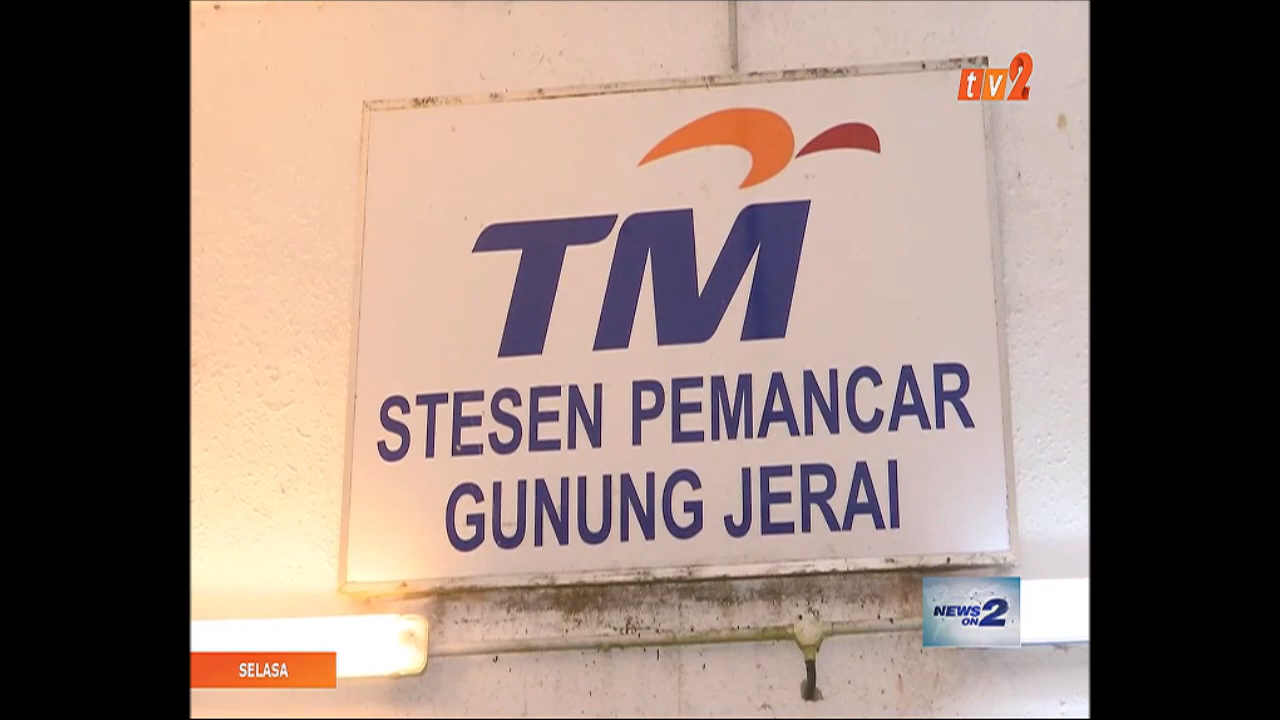 tv2
TM
STESEN PEMANCAR
GUNUNG JERAI
NEWS
ON 2
SELASA